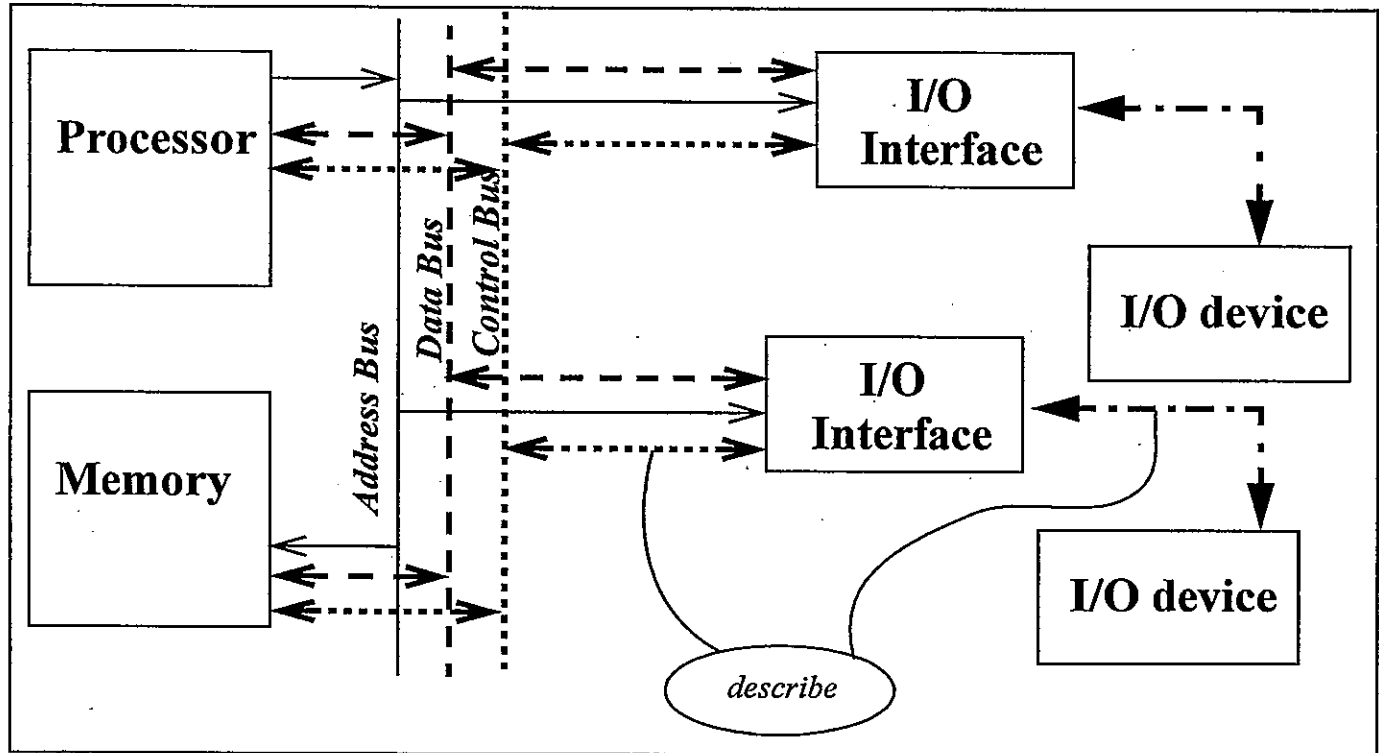 Processor
I/O
Interface
I/O device
Address Bus
Data Bus
Control Bus
I/O
Interface
Memory
I/O device
describe